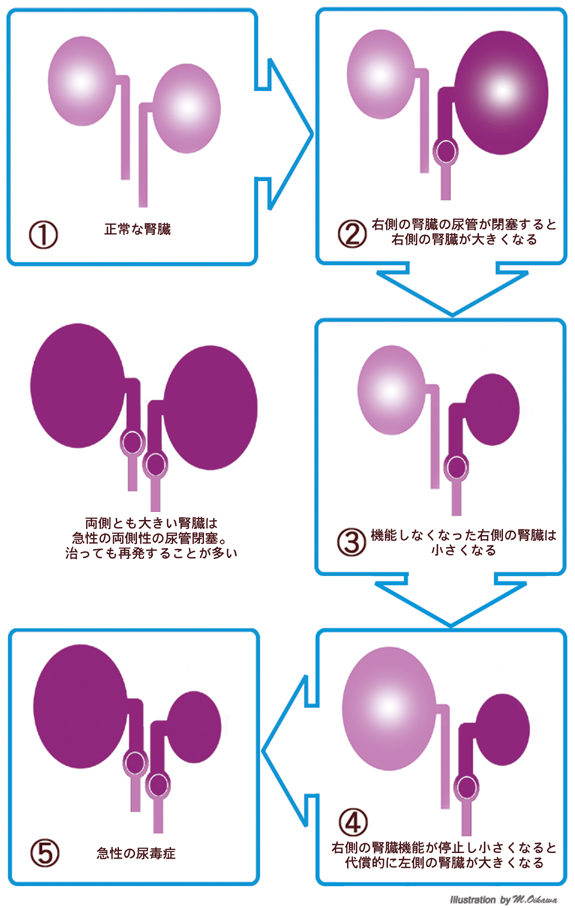 ①
正常な腎臓
②
右側の腎臓の尿管が閉塞すると
右側の腎臓が大きくなる
③
機能しなくなった右側の腎臓は
小さくなる
両側とも大きい腎臓は
急性の両側性の尿管閉塞。
治っても再発することが多い
④
右側の腎臓機能が停止し小さくなると
代償的に左側の腎臓が大きくなる
⑤
急性の尿毒症
Illustration by M.Oikawa